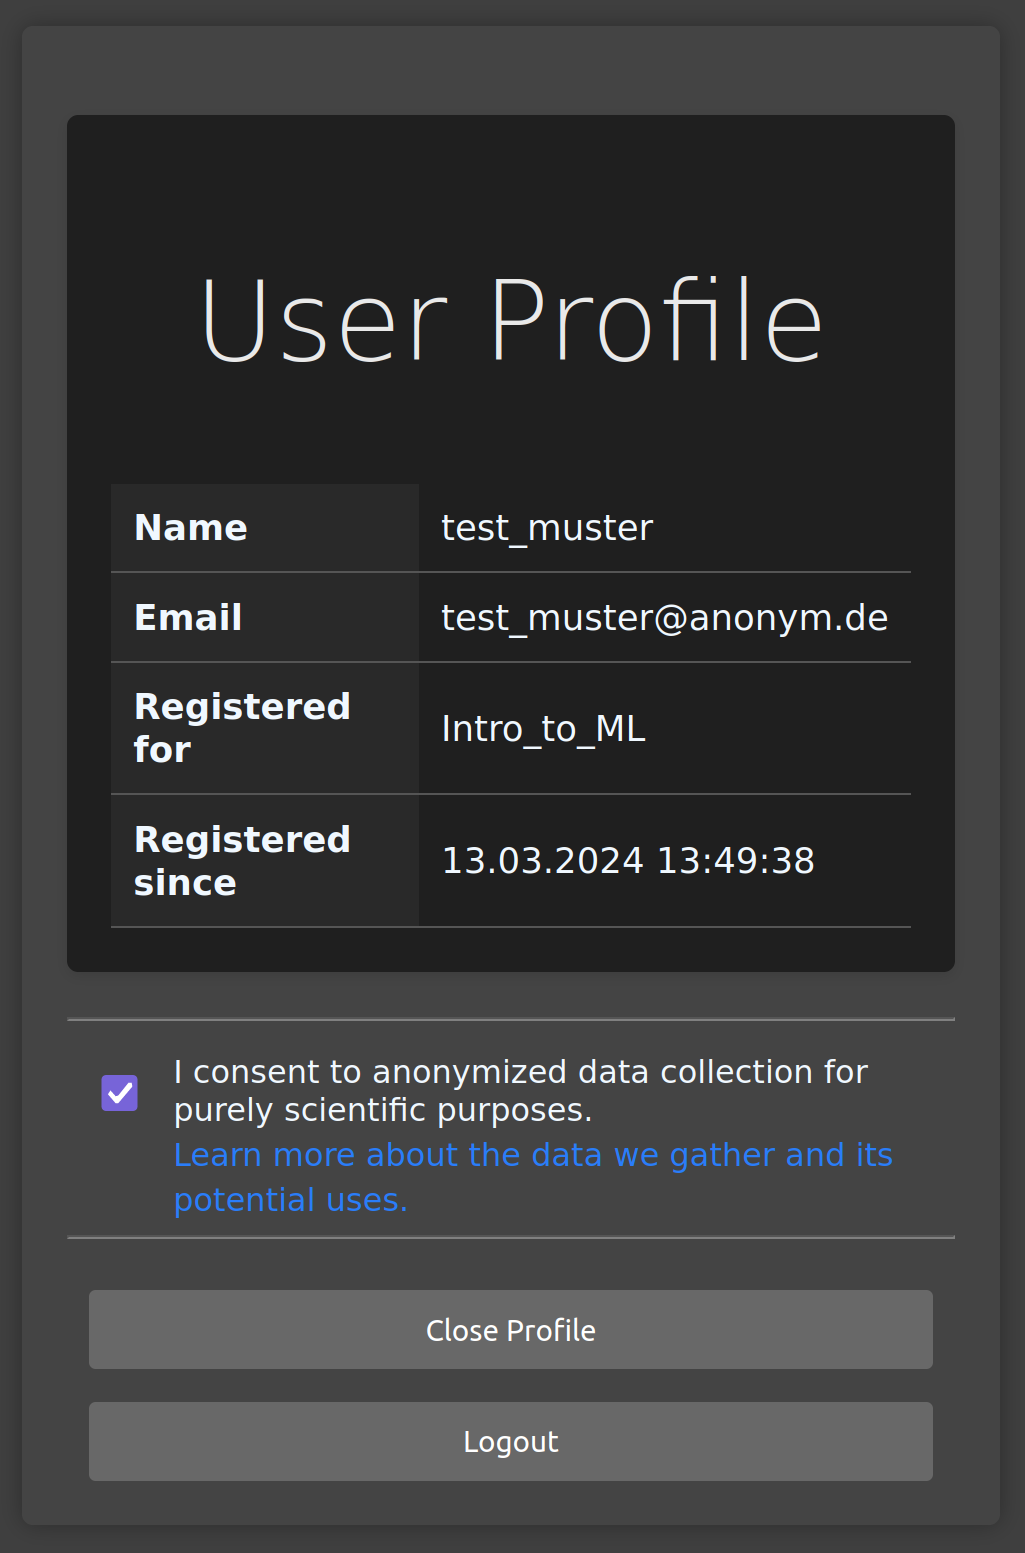 User Profile
Name test_muster
Email test_muster@anonym.de
Registered
for
Intro_to_ML
Registered
since
13.03.2024 13:49:38
I consent to anonymized data collection for
purely scientific purposes.
Learn more about the data we gather and its
potential uses.
Close Profile
Logout